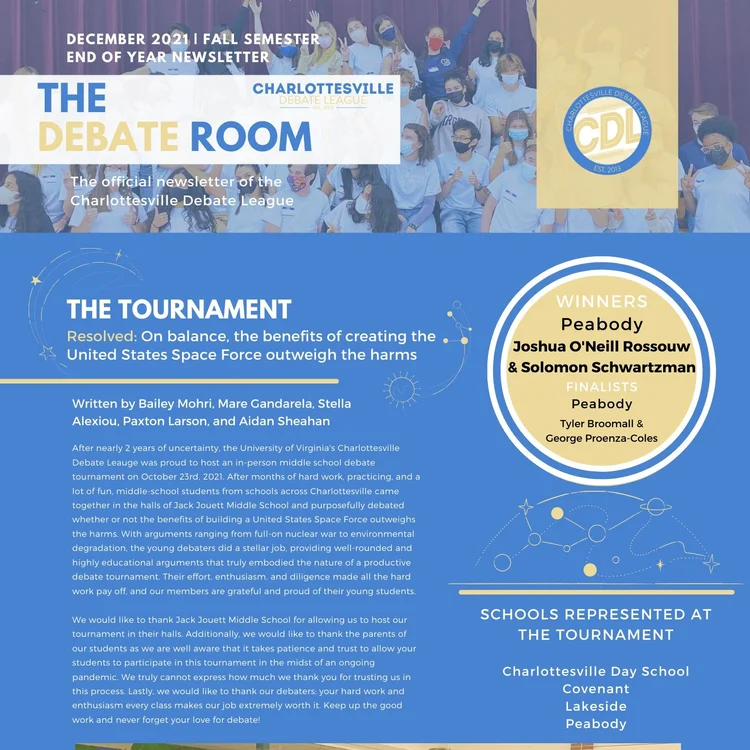 DECEMBER 2021 | FALL SEMESTER
END OF YEAR NEWSLETTER
THE
DEBATE ROOM
CHARLOTTESVILLE
DEBATE LEAGUE
The official newsletter of the
Charlottesville Debate League
CHARLOTTESVILLE DEBATE LEAGUE
CDL
EST. 2013
THE TOURNAMENT
Resolved: On balance, the benefits of creating the
United States Space Force outweigh the harms
Written by Bailey Mohri, Mare Gandarela, Stella
Alexiou, Paxton Larson, and Aidan Sheahan
After nearly 2 years of uncertainty, the University of Virginia's Charlottesville
Debate Leauge was proud to host an in-person middle school debate
tournament on October 23rd, 2021. After months of hard work, practicing, and a
lot of fun, middle-school students from schools across Charlottesville came
together in the halls of Jack Jouett Middle School and purposefully debated
whether or not the benefits of building a United States Space Force outweighs
the harms. With arguments ranging from full-on nuclear war to environmental
degradation, the young debaters did a stellar job, providing well-rounded and
highly educational arguments that truly embodied the nature of a productive
debate tournament. Their effort, enthusiasm, and diligence made all the hard
work pay off, and our members are grateful and proud of their young students.
We would like to thank Jack Jouett Middle School for allowing us to host our
tournament in their halls. Additionally, we would like to thank the parents of
our students as we are well aware that it takes patience and trust to allow your
students to participate in this tournament in the midst of an ongoing
pandemic. We truly cannot express how much we thank you for trusting us in
this process. Lastly, we would like to thank our debaters: your hard work and
enthusiasm every class makes our job extremely worth it. Keep up the good
work and never forget your love for debate!
WINNERS
Peabody
Joshua O'Neill Rossouw
& Solomon Schwartzman
FINALISTS
Peabody
Tyler Broomall &
George Proenza-Coles
SCHOOLS REPRESENTED AT
THE TOURNAMENT
Charlottesville Day School
Covenant
Lakeside
Peabody